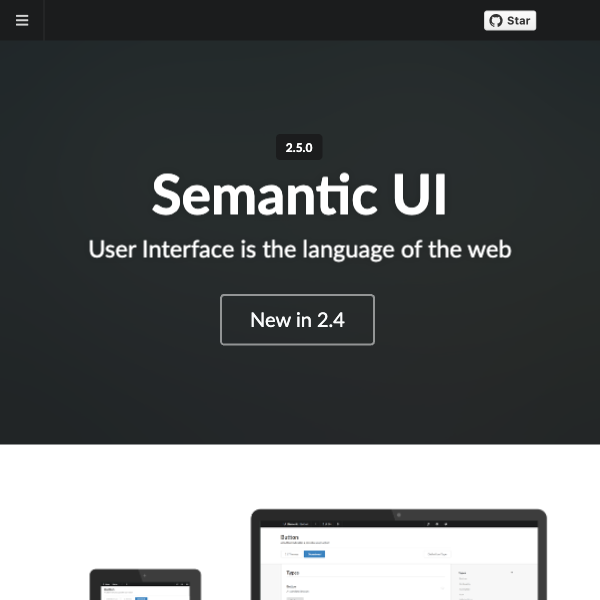 Star
2.5.0
Semantic UI
User Interface is the language of the web
New in 2.4
Button
Types